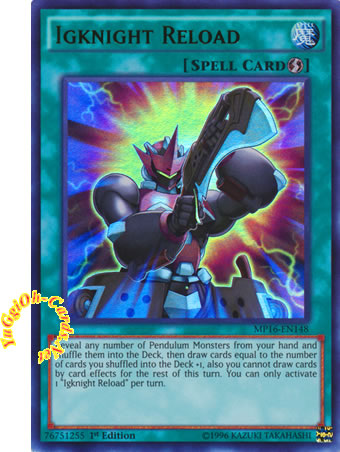 Igknight Reload
[Spell Card]
MP16-EN148
Reveal any number of Pendulum Monsters from your hand and
shuffle them into the Deck, then draw cards equal to the number
of cards you shuffled into the Deck +1, also you cannot draw cards
by card effects for the rest of this turn. You can only activate
1 "Igknight Reload" per turn.
76751255 1st Edition
©1996 KAZUKI TAKAHASHI
YuGiOh-Cards.net